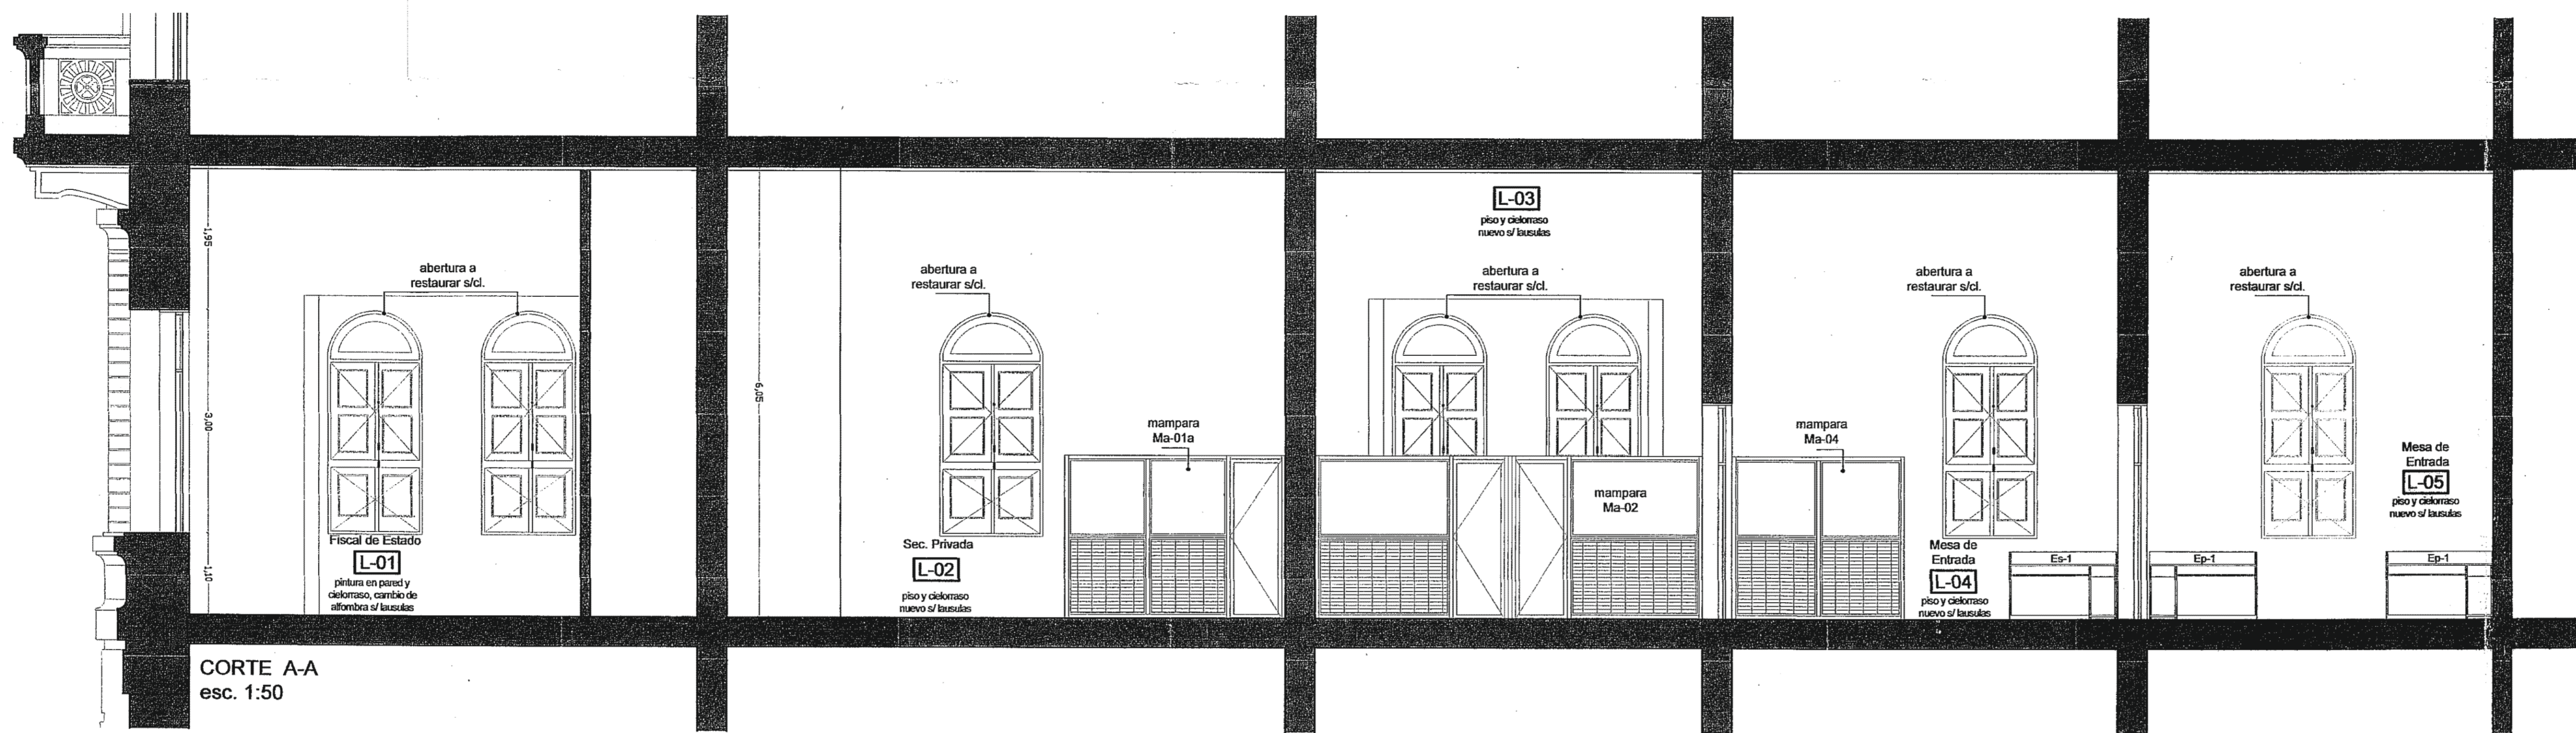 L-03
piso y cielorraso
nuevo s/ lausulas
abertura a
restaurar s/cl.
abertura a
restaurar s/cl.
abertura a
restaurar s/cl.
abertura a
restaurar s/cl.
abertura a
restaurar s/cl.
1,95
3,00
1,10
6,05
mampara
Ma-01a
mampara
Ma-02
mampara
Ma-04
Fiscal de Estado
L-01
pintura en pared y
cielorraso, cambio de
alfombra s/ lausulas
Sec. Privada
L-02
piso y cielorraso
nuevo s/ lausulas
Mesa de
Entrada
L-04
piso y cielorraso
nuevo s/ lausulas
Es-1
Ep-1
Mesa de
Entrada
L-05
piso y cielorraso
nuevo s/ lausulas
Ep-1
CORTE A-A
esc. 1:50